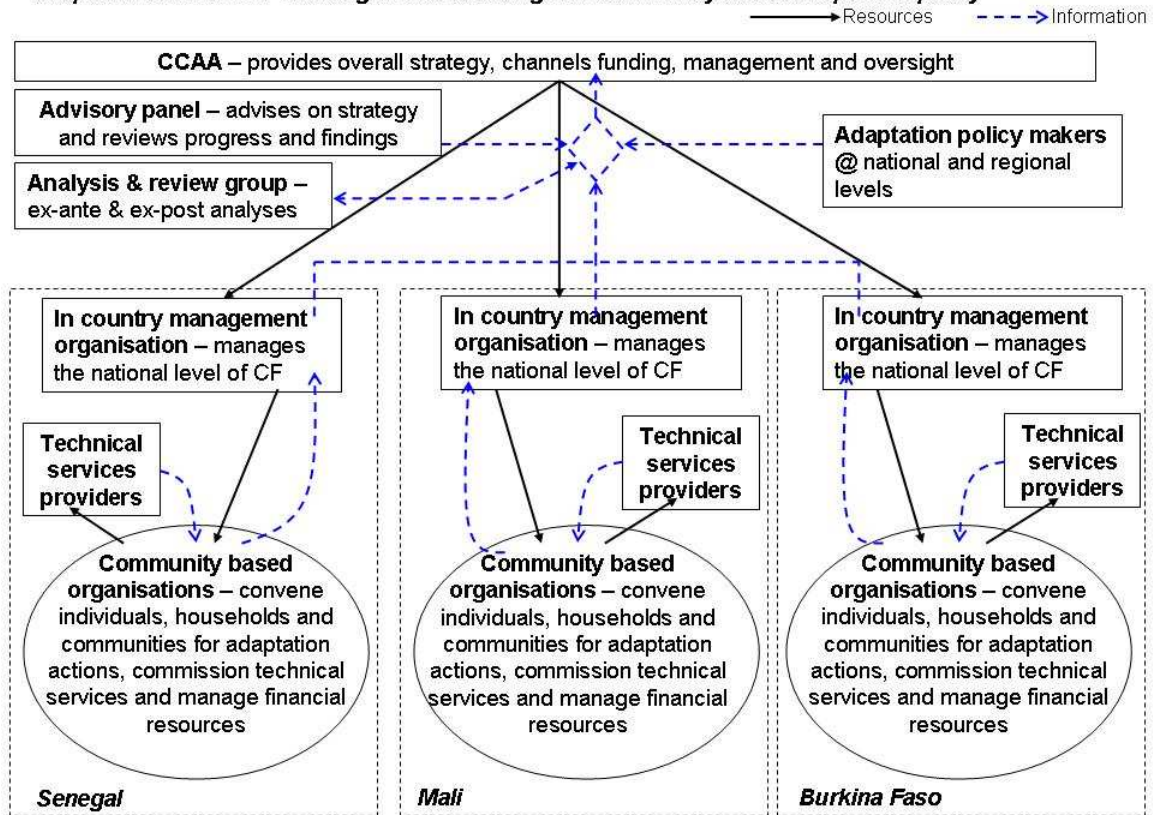 Resources
Information
CCAA – provides overall strategy, channels funding, management and oversight
Advisory panel – advises on strategy
and reviews progress and findings
Adaptation policy makers
@ national and regional
levels
Analysis & review group –
ex-ante & ex-post analyses
In country management
organisation – manages
the national level of CF
In country management
organisation – manages
the national level of CF
In country management
organisation – manages
the national level of CF
Technical
services
providers
Technical
services
providers
Technical
services
providers
Community based
organisations – convene
individuals, households and
communities for adaptation
actions, commission technical
services and manage financial
resources
Community based
organisations – convene
individuals, households and
communities for adaptation
actions, commission technical
services and manage financial
resources
Community based
organisations – convene
individuals, households and
communities for adaptation
actions, commission technical
services and manage financial
resources
Senegal
Mali
Burkina Faso